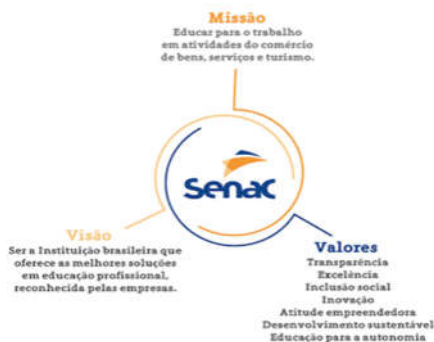 Missão
Educar para o trabalho
em atividades do comércio
de bens, serviços e turismo.
senac
Visão
Ser a Instituição brasileira que
oferece as melhores soluções
em educação profissional,
reconhecida pelas empresas.
Valores
Transparência
Excelência
Inclusão social
Inovação
Atitude empreendedora
Desenvolvimento sustentável
Educação para a autonomia